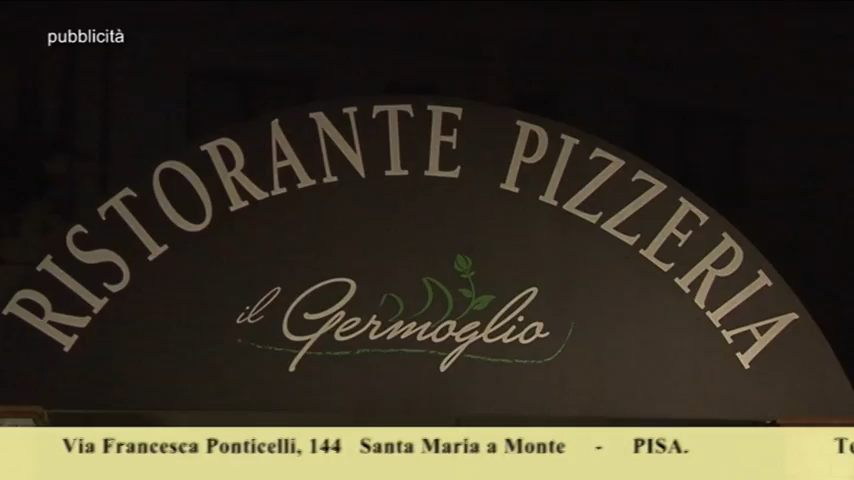 pubblicità
RISTORANTE PIZZERIA
il Germoglio
Via Francesca Ponticelli, 144 Santa Maria a Monte - PISA.